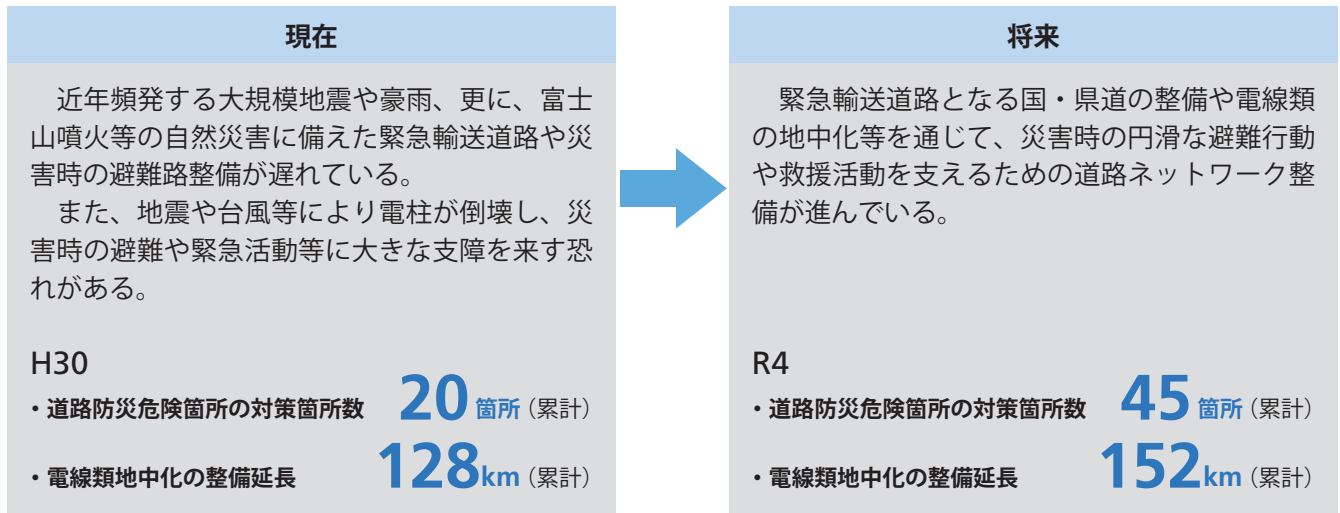 現在
　近年頻発する大規模地震や豪雨、更に、富士
山噴火等の自然災害に備えた緊急輸送道路や災
害時の避難路整備が遅れている。
　また、地震や台風等により電柱が倒壊し、災
害時の避難や緊急活動等に大きな支障を来す恐
れがある。
H30
・道路防災危険箇所の対策箇所数 20箇所（累計）
・電線類地中化の整備延長 128km（累計）
将来
　緊急輸送道路となる国・県道の整備や電線類
の地中化等を通じて、災害時の円滑な避難行動
や救援活動を支えるための道路ネットワーク整
備が進んでいる。
R4
・道路防災危険箇所の対策箇所数 45箇所（累計）
・電線類地中化の整備延長 152km（累計）